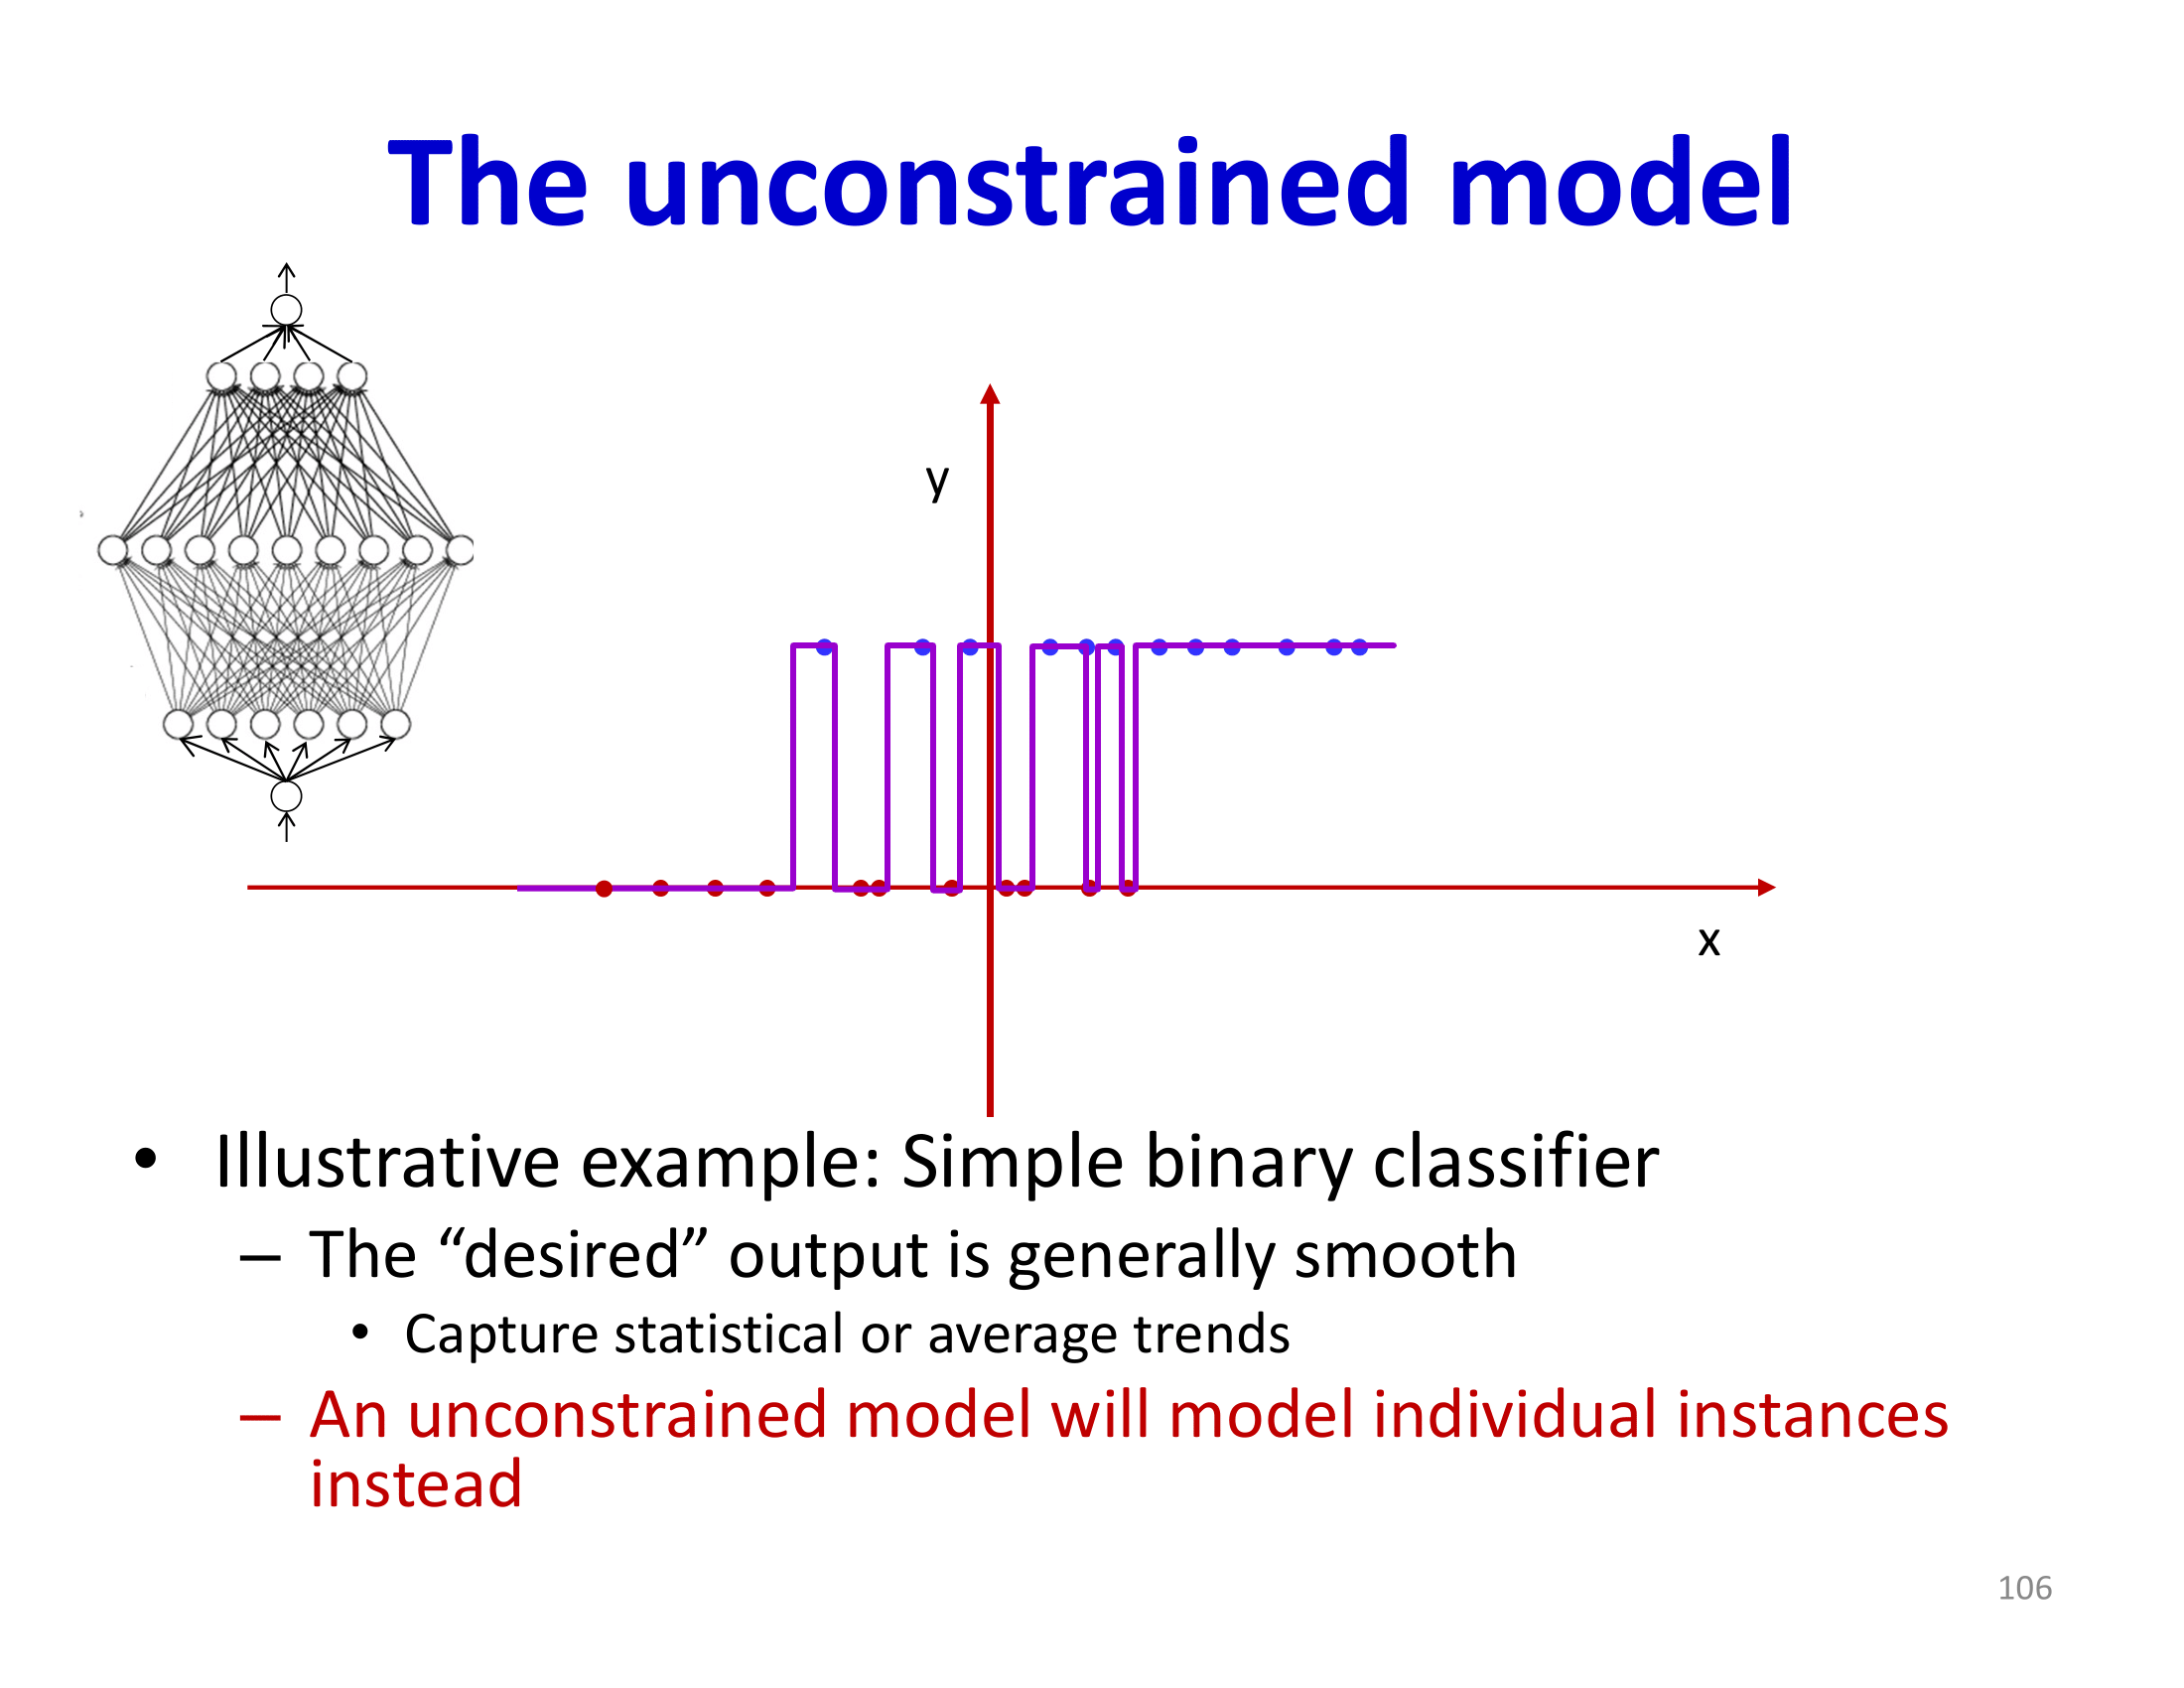 The unconstrained model
y
x
• Illustrative example: Simple binary classifier
– The “desired” output is generally smooth
• Capture statistical or average trends
– An unconstrained model will model individual instances
instead
106